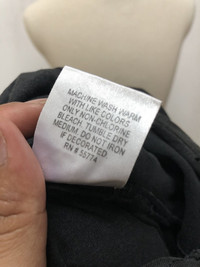 MACHINE WASH WARM
WITH LIKE COLORS
ONLY NON-CHLORINE
BLEACH. TUMBLE DRY
MEDIUM. DO NOT IRON
IF DECORATED.
RN # 53774